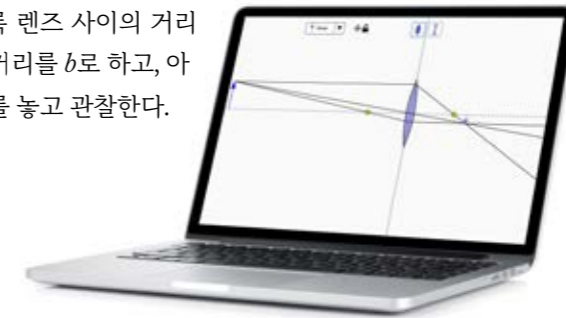 록 렌즈 사이의 거리
거리를 b로 하고, 아
를 놓고 관찰한다.